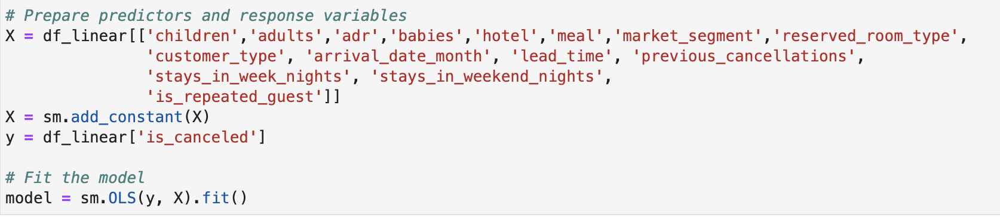 # Prepare predictors and response variables
X = df_linear[['children','adults','adr','babies','hotel','meal','market_segment','reserved_room_type',
               'customer_type', 'arrival_date_month', 'lead_time', 'previous_cancellations',
               'stays_in_week_nights', 'stays_in_weekend_nights',
               'is_repeated_guest']]
X = sm.add_constant(X)
y = df_linear['is_canceled']

# Fit the model
model = sm.OLS(y, X).fit()